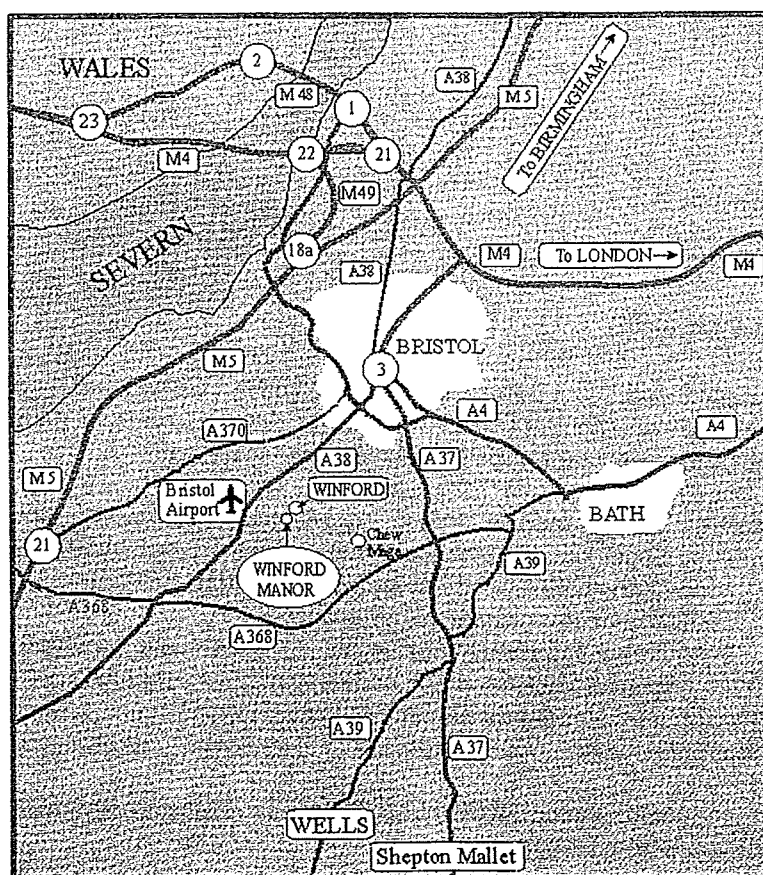 WALES
2
A38
M5
To BIRMINGHAM
M48
1
23
M4
22
21
M49
SEVERN
18a
A38
M4
To LONDON
M4
M5
BRISTOL
3
A370
A4
A4
A38
A37
M5
Bristol
Airport
WINFORD
BATH
21
Chew
Magna
WINFORD
MANOR
A39
A368
A368
A39
A37
WELLS
Shepton Mallet